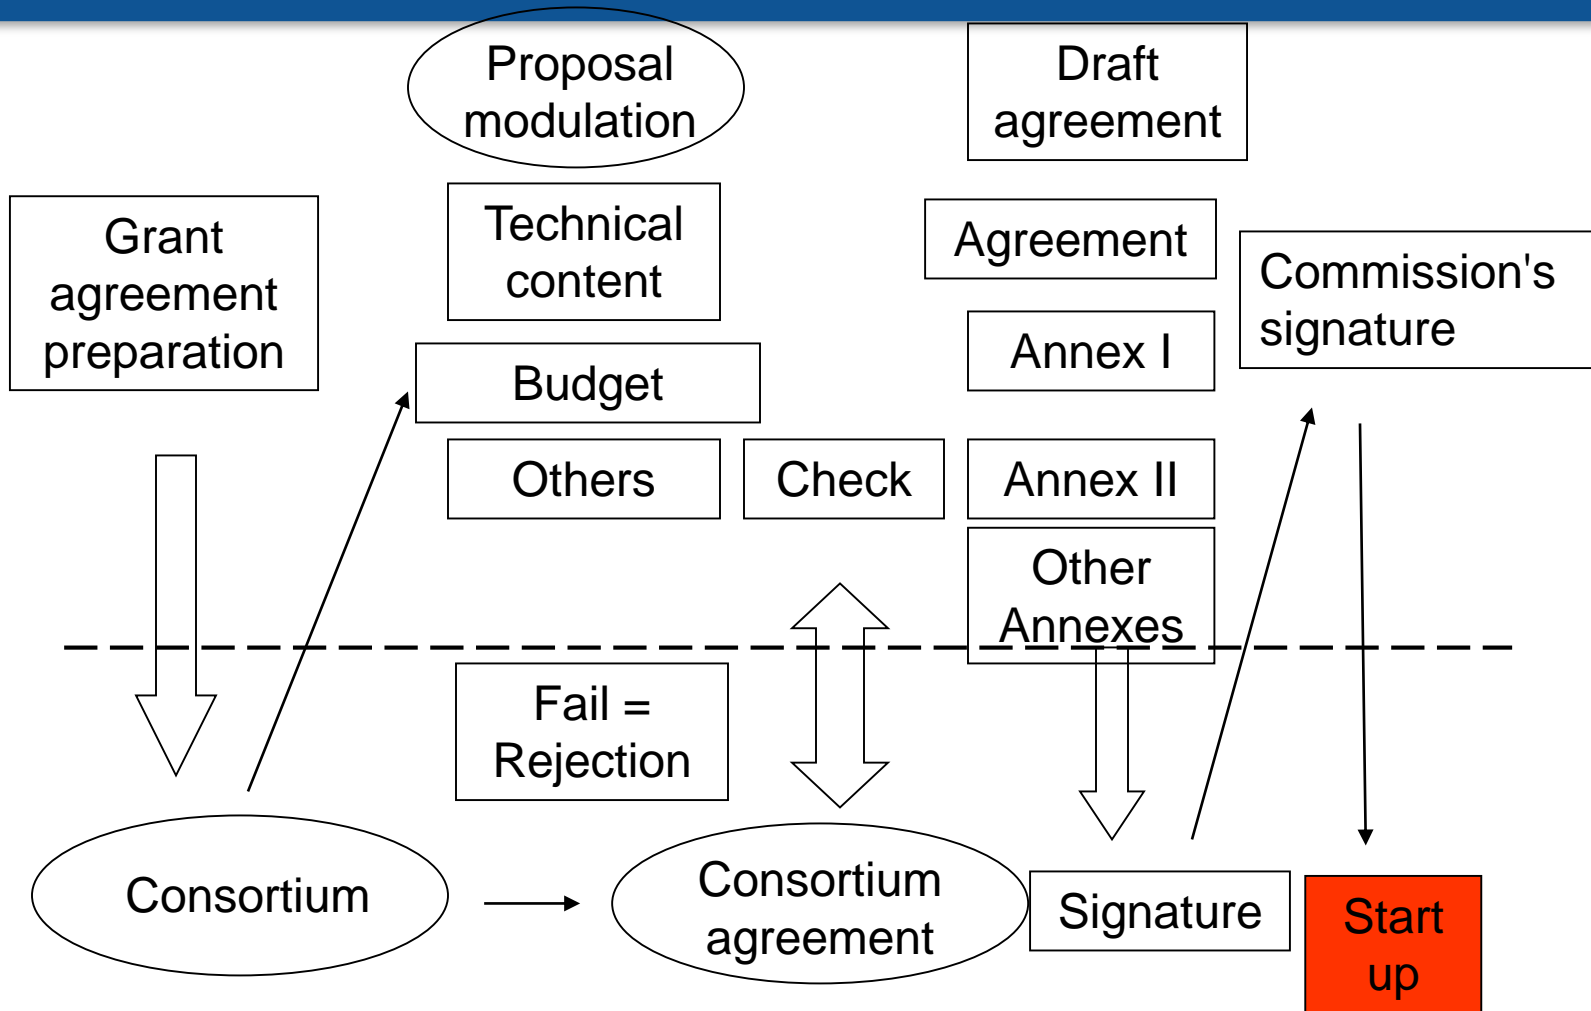 Proposal
modulation
Draft
agreement
Grant
agreement
preparation
Technical
content
Agreement
Commission's
signature
Annex I
Budget
Others
Check
Annex II
Other
Annexes
Fail =
Rejection
Consortium
Consortium
agreement
Signature
Start
up